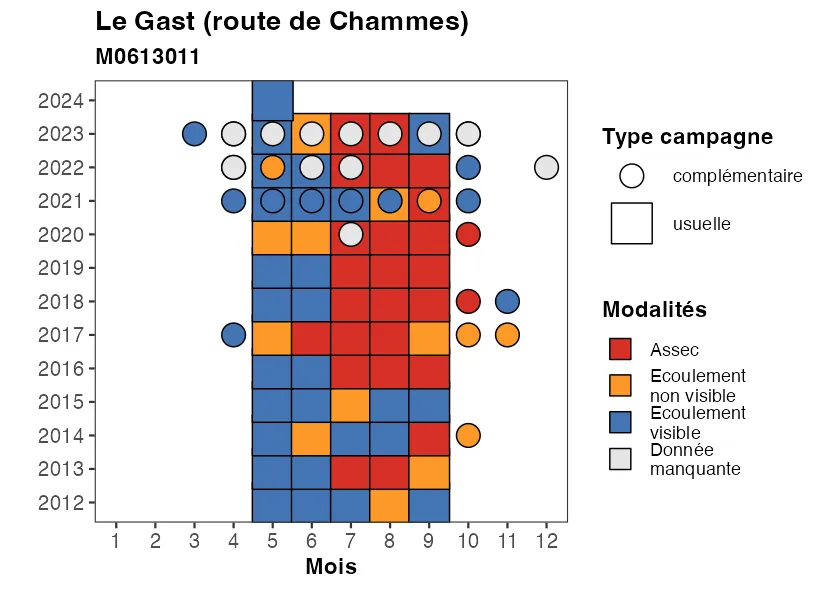 Le Gast (route de Chammes)
M0613011
2024
2023
2022
2021
2020
2019
2018
2017
2016
2015
2014
2013
2012
1 2 3 4 5 6 7 8 9 10 11 12
Mois
Type campagne
complémentaire
usuelle
Modalités
Assec
Ecoulement
non visible
Ecoulement
visible
Donnée
manquante